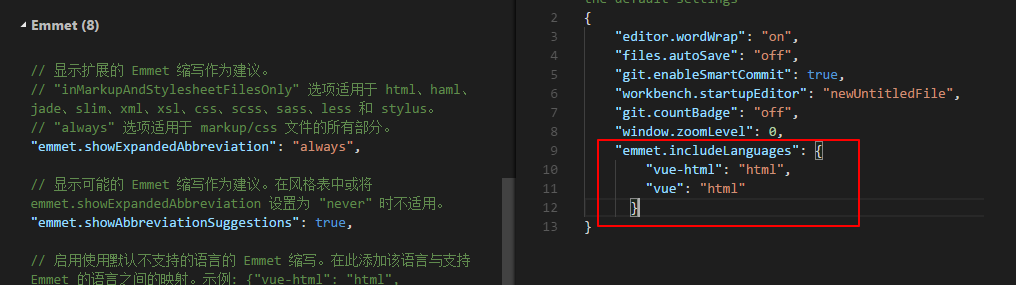 Emmet (8)
// 显示扩展的 Emmet 缩写作为建议。
// "inMarkupAndStylesheetFilesOnly" 选项适用于 html、haml、
jade、slim、xml、xsl、css、scss、sass、less 和 stylus。
// "always" 选项适用于 markup/css 文件的所有部分。
"emmet.showExpandedAbbreviation": "always",
// 显示可能的 Emmet 缩写作为建议。在风格表中或将
emmet.showExpandedAbbreviation 设置为 "never" 时不适用。
"emmet.showAbbreviationSuggestions": true,
// 启用使用默认不支持的语言的 Emmet 缩写。在此添加该语言与支持
Emmet 的语言之间的映射。示例: {"vue-html": "html",
the default settings
2 {
3 "editor.wordWrap": "on",
4 "files.autoSave": "off",
5 "git.enableSmartCommit": true,
6 "workbench.startupEditor": "newUntitledFile",
7 "git.countBadge": "off",
8 "window.zoomLevel": 0,
9 "emmet.includeLanguages": {
10 "vue-html": "html",
11 "vue": "html"
12 }
13 }